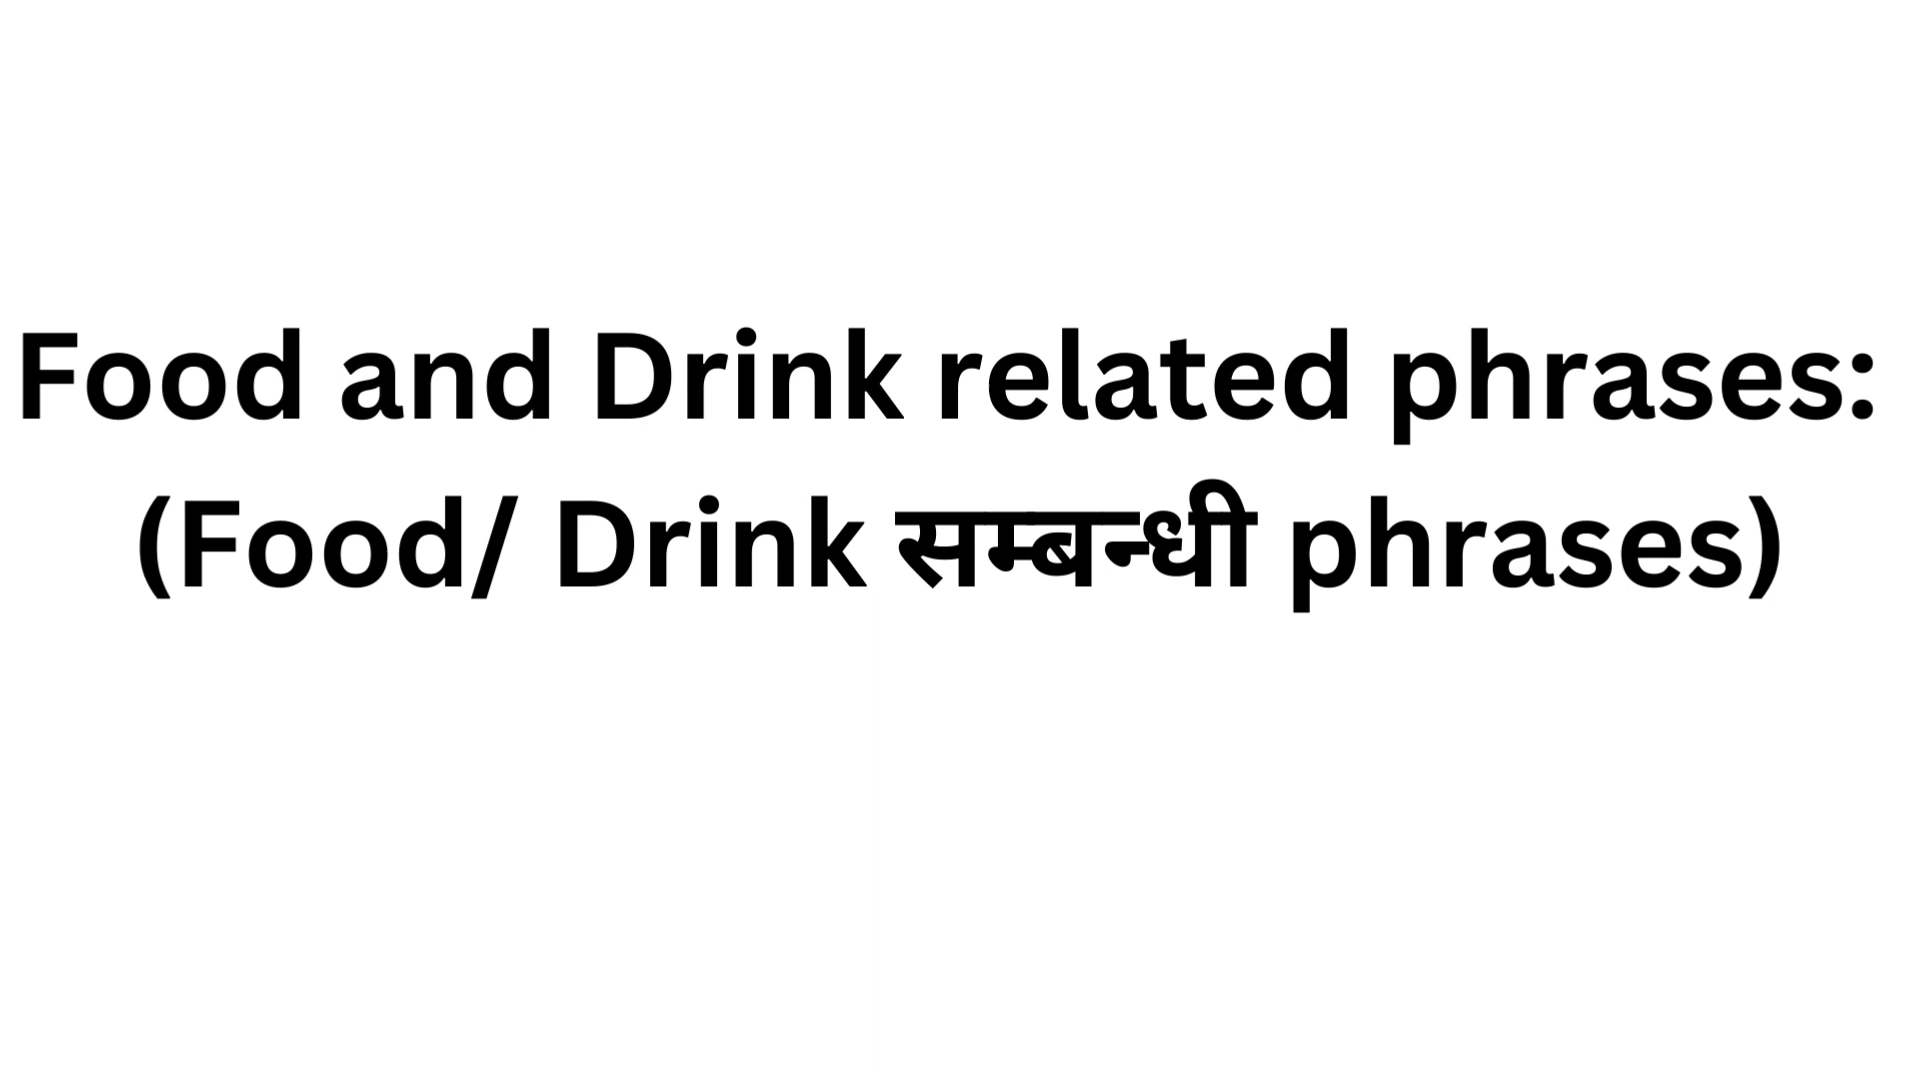 Food and Drink related phrases:
(Food/ Drink सम्बन्धी phrases)